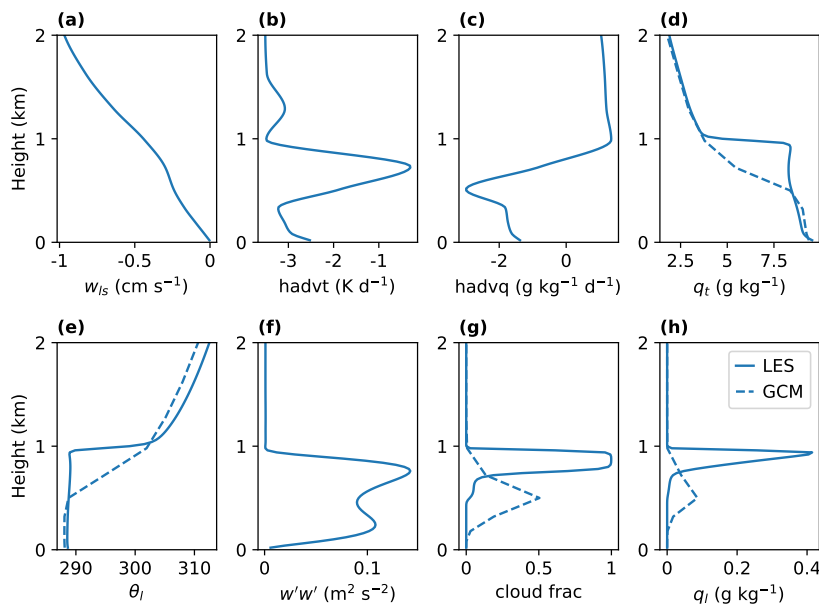 (a) (b) (c) (d)
2 2 2 2
1 1 1 1
0 0 0 0
Height (km)
-1 -0.5 0 -3 -2 -1 -2 0 2.5 5 7.5
w_ls (cm s⁻¹) hadvt (K d⁻¹) hadvq (g kg⁻¹ d⁻¹) q_t (g kg⁻¹)
(e) (f) (g) (h)
2 2 2 2
LES
GCM
1 1 1 1
0 0 0 0
Height (km)
290 300 310 0 0.1 0 0.5 1 0 0.2 0.4
θ_l w'w' (m² s⁻²) cloud frac q_l (g kg⁻¹)